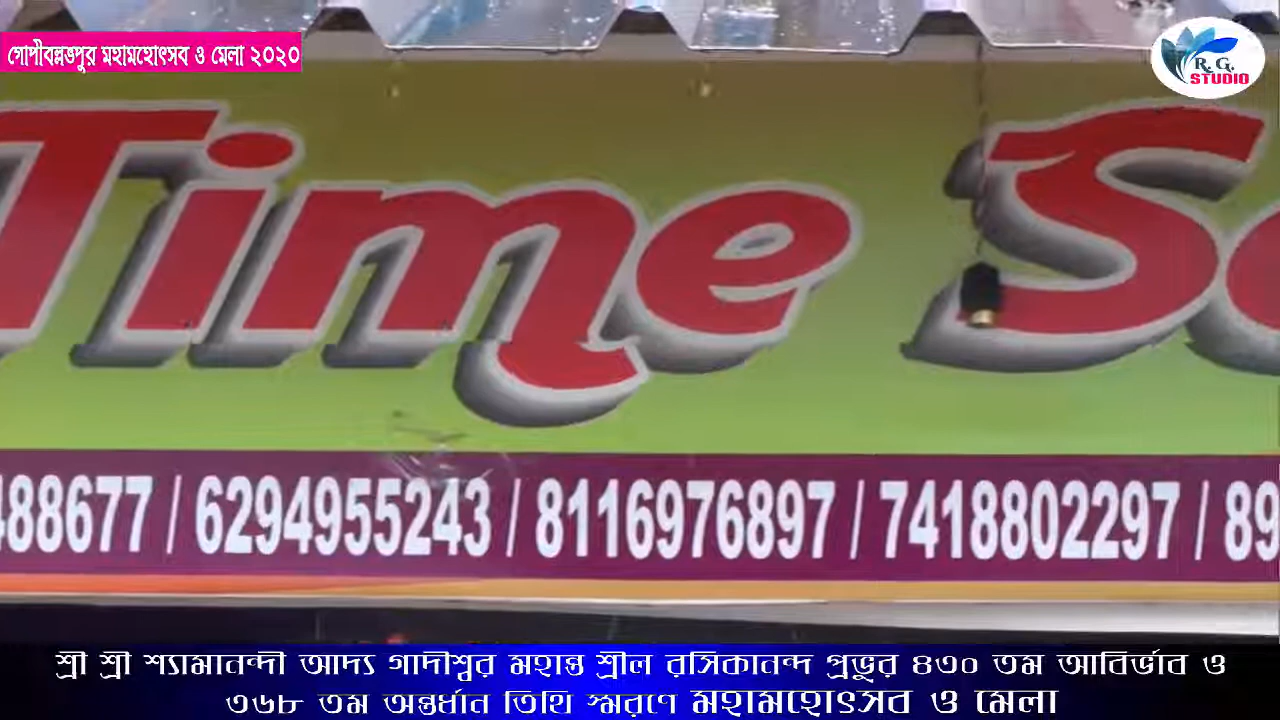 গোপীবল্লভপুর মহামহোৎসব ও মেলা ২০২০
R. G.
STUDIO
Time
488677 / 6294955243 / 8116976897 / 7418802297 / 89
শ্রী শ্রী শ্যামানন্দী আদ্য গাদীশ্বর মহান্ত শ্রীল রসিকানন্দ প্রভুর ৪৩০ তম আবির্ভাব ও
৩৬৮ তম অন্তর্ধান তিথি স্মরণে মহামহোৎসব ও মেলা